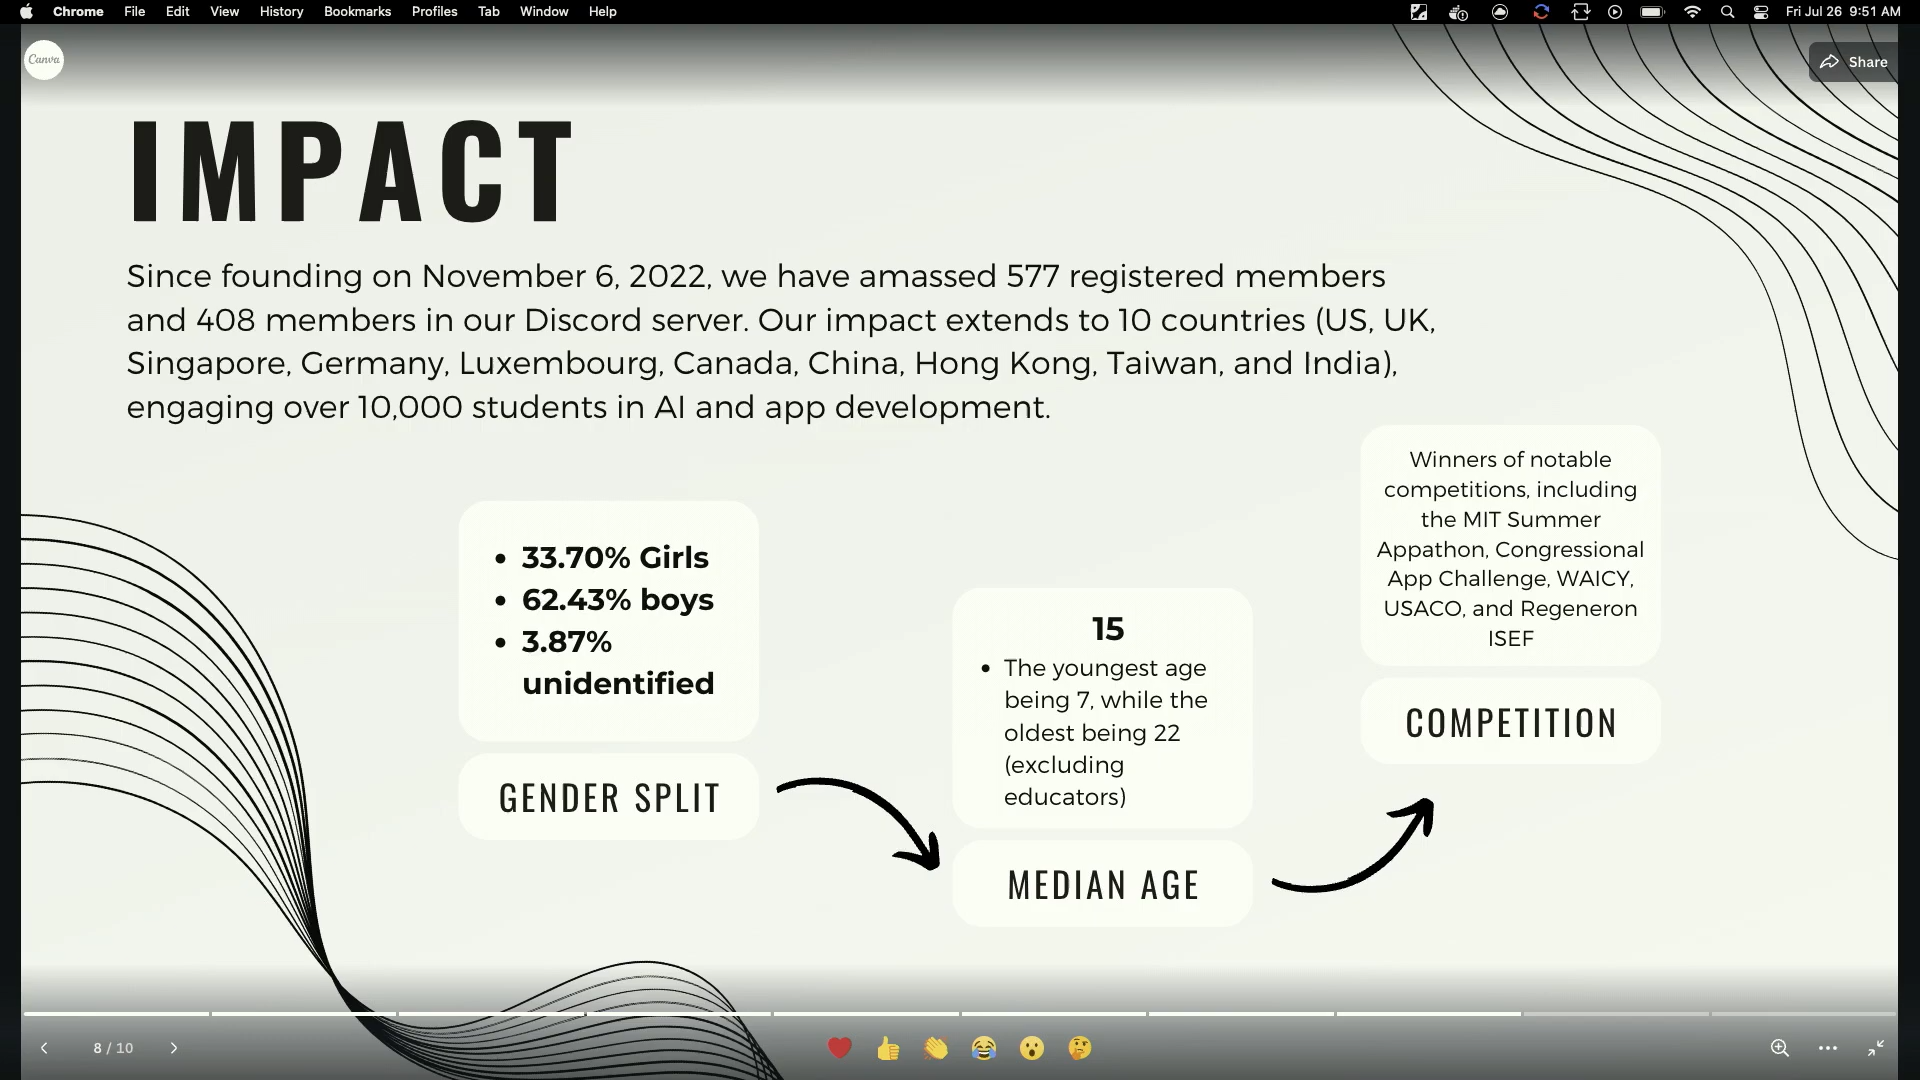 Chrome File Edit View History Bookmarks Profiles Tab Window Help Fri Jul 26 9:51 AM
Canva
Share
IMPACT
Since founding on November 6, 2022, we have amassed 577 registered members
and 408 members in our Discord server. Our impact extends to 10 countries (US, UK,
Singapore, Germany, Luxembourg, Canada, China, Hong Kong, Taiwan, and India),
engaging over 10,000 students in AI and app development.
• 33.70% Girls
• 62.43% boys
• 3.87%
unidentified
GENDER SPLIT
15
• The youngest age
being 7, while the
oldest being 22
(excluding
educators)
MEDIAN AGE
Winners of notable
competitions, including
the MIT Summer
Appathon, Congressional
App Challenge, WAICY,
USACO, and Regeneron
ISEF
COMPETITION
8 / 10